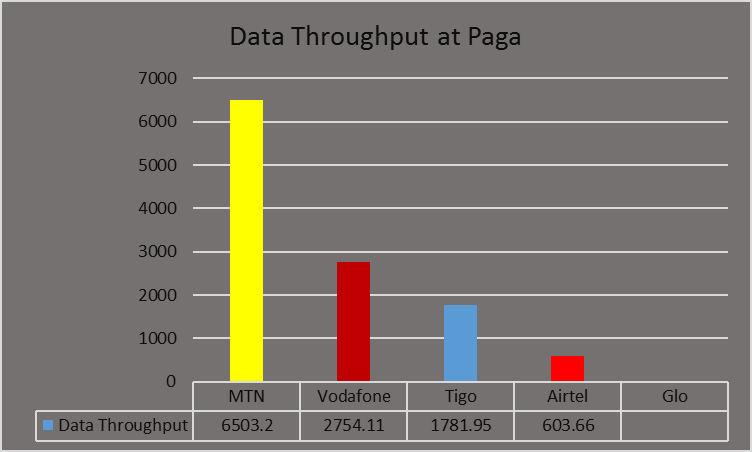 Data Throughput at Paga
7000
6000
5000
4000
3000
2000
1000
0
MTN Vodafone Tigo Airtel Glo
Data Throughput 6503.2 2754.11 1781.95 603.66